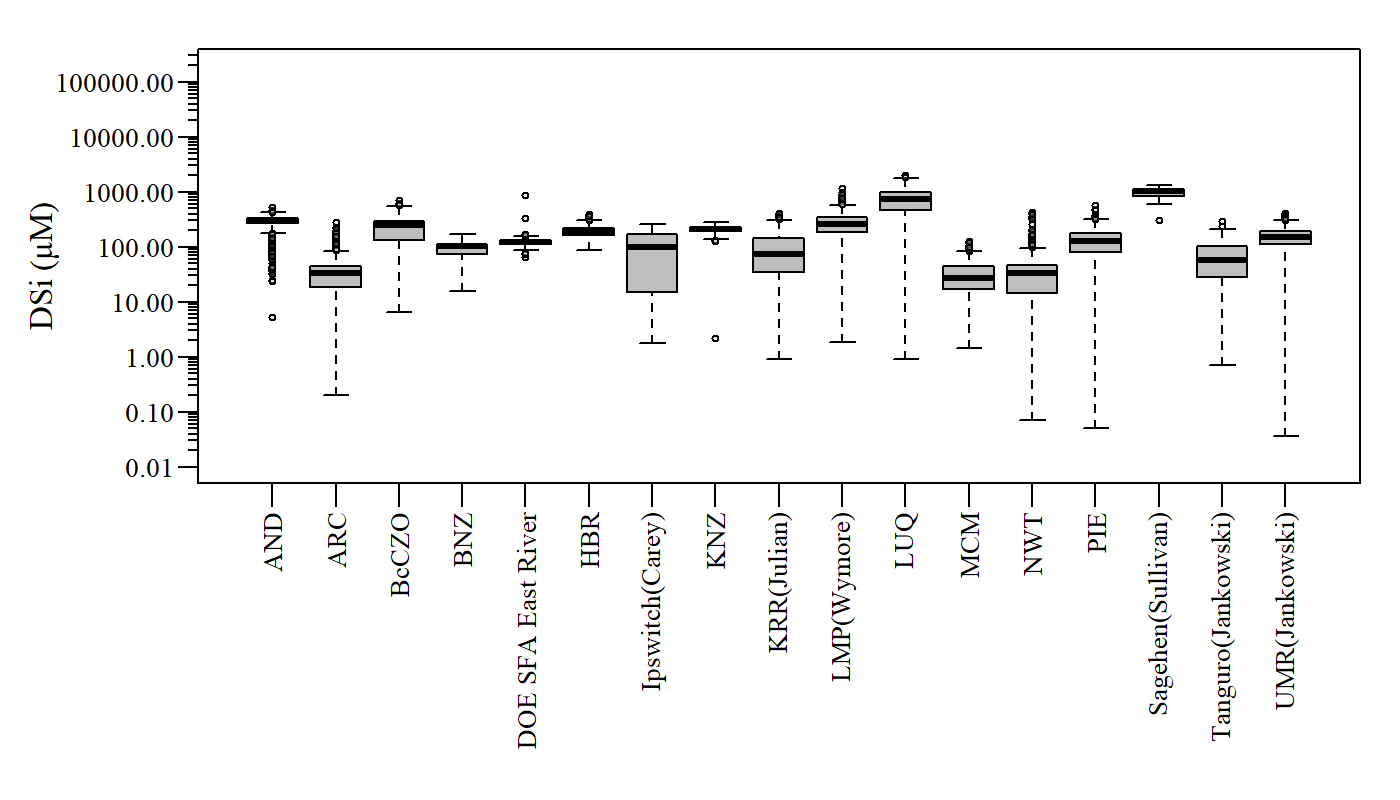 DSi (µM)
100000.00
10000.00
1000.00
100.00
10.00
1.00
0.10
0.01
AND
ARC
BcCZO
BNZ
DOE SFA East River
HBR
Ipswitch(Carey)
KNZ
KRR(Julian)
LMP(Wymore)
LUQ
MCM
NWT
PIE
Sagehen(Sullivan)
Tanguro(Jankowski)
UMR(Jankowski)